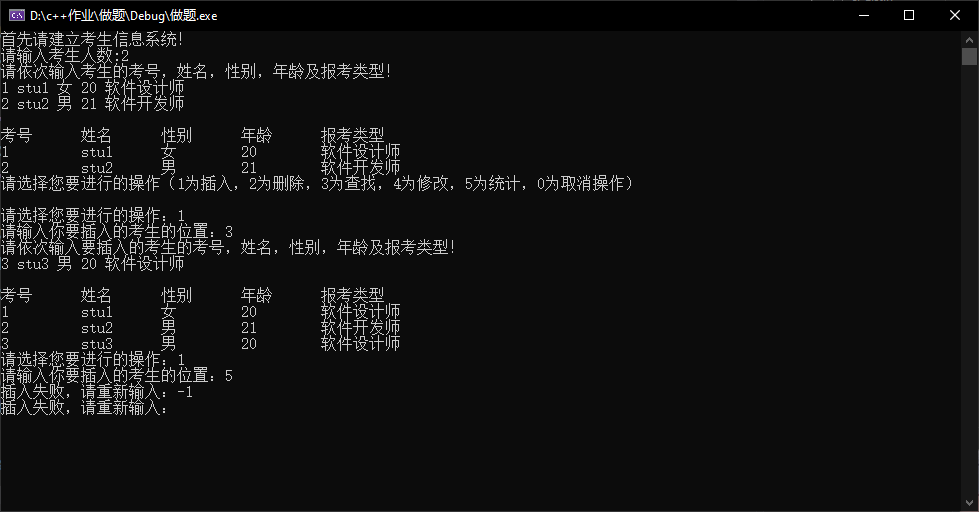 D:\c++作业\做题\Debug\做题.exe
首先请建立考生信息系统!
请输入考生人数:2
请依次输入考生的考号，姓名，性别，年龄及报考类型!
1 stu1 女 20 软件设计师
2 stu2 男 21 软件开发师
考号 姓名 性别 年龄 报考类型
1 stu1 女 20 软件设计师
2 stu2 男 21 软件开发师
请选择您要进行的操作（1为插入，2为删除，3为查找，4为修改，5为统计，0为取消操作）
请选择您要进行的操作：1
请输入你要插入的考生的位置：3
请依次输入要插入的考生的考号，姓名，性别，年龄及报考类型!
3 stu3 男 20 软件设计师
考号 姓名 性别 年龄 报考类型
1 stu1 女 20 软件设计师
2 stu2 男 21 软件开发师
3 stu3 男 20 软件设计师
请选择您要进行的操作：1
请输入你要插入的考生的位置：5
插入失败，请重新输入：-1
插入失败，请重新输入：